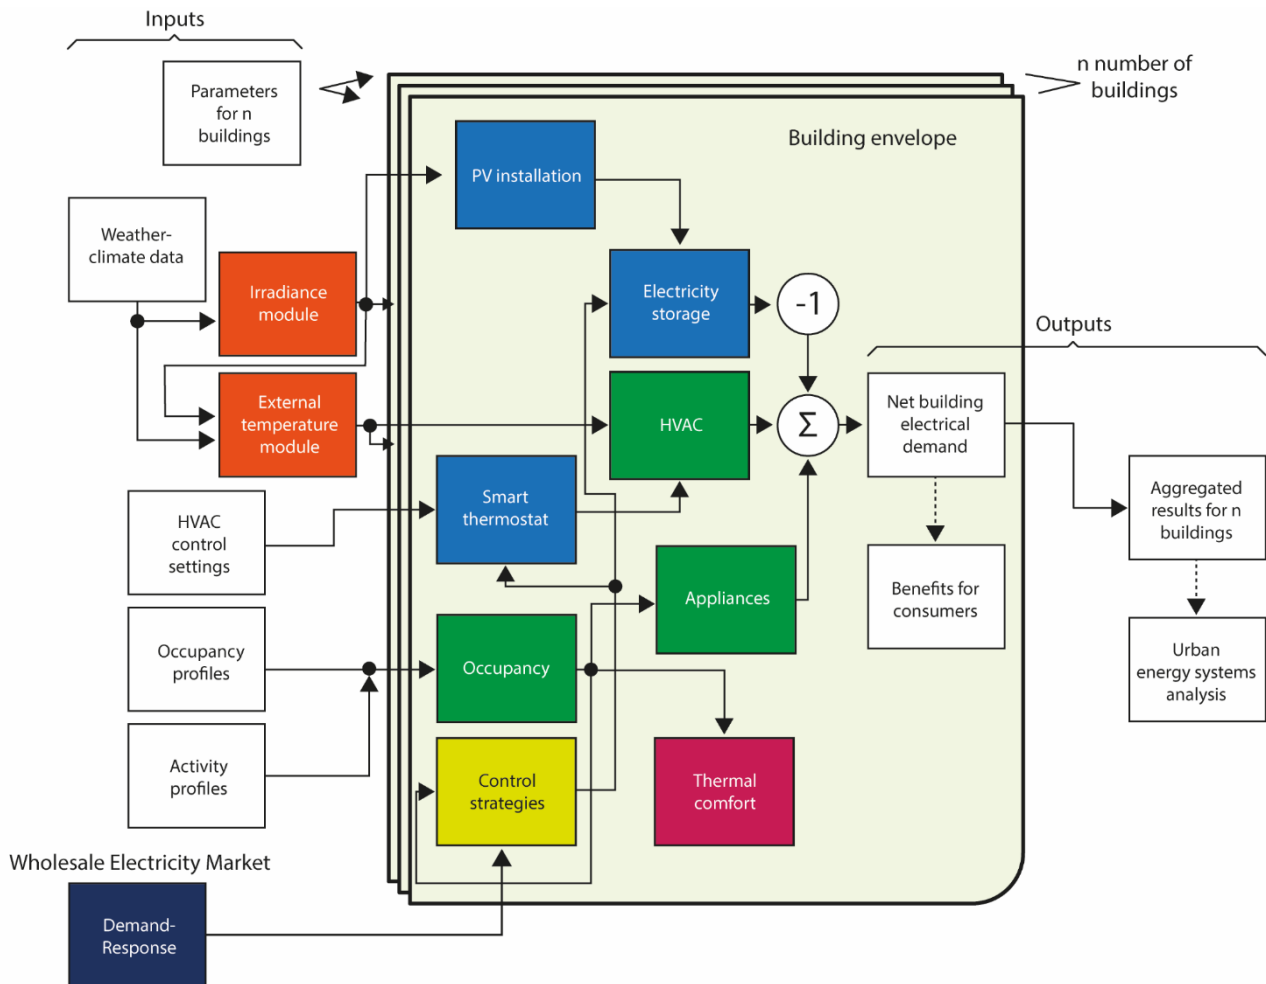 Inputs
Parameters
for n
buildings
n number of
buildings
Building envelope
PV installation
Weather-
climate data
Irradiance
module
Electricity
storage
-1
Outputs
External
temperature
module
HVAC
Σ
Net building
electrical
demand
Smart
thermostat
Aggregated
results for n
buildings
HVAC
control
settings
Appliances
Benefits for
consumers
Occupancy
profiles
Occupancy
Urban
energy systems
analysis
Activity
profiles
Control
strategies
Thermal
comfort
Wholesale Electricity Market
Demand-
Response